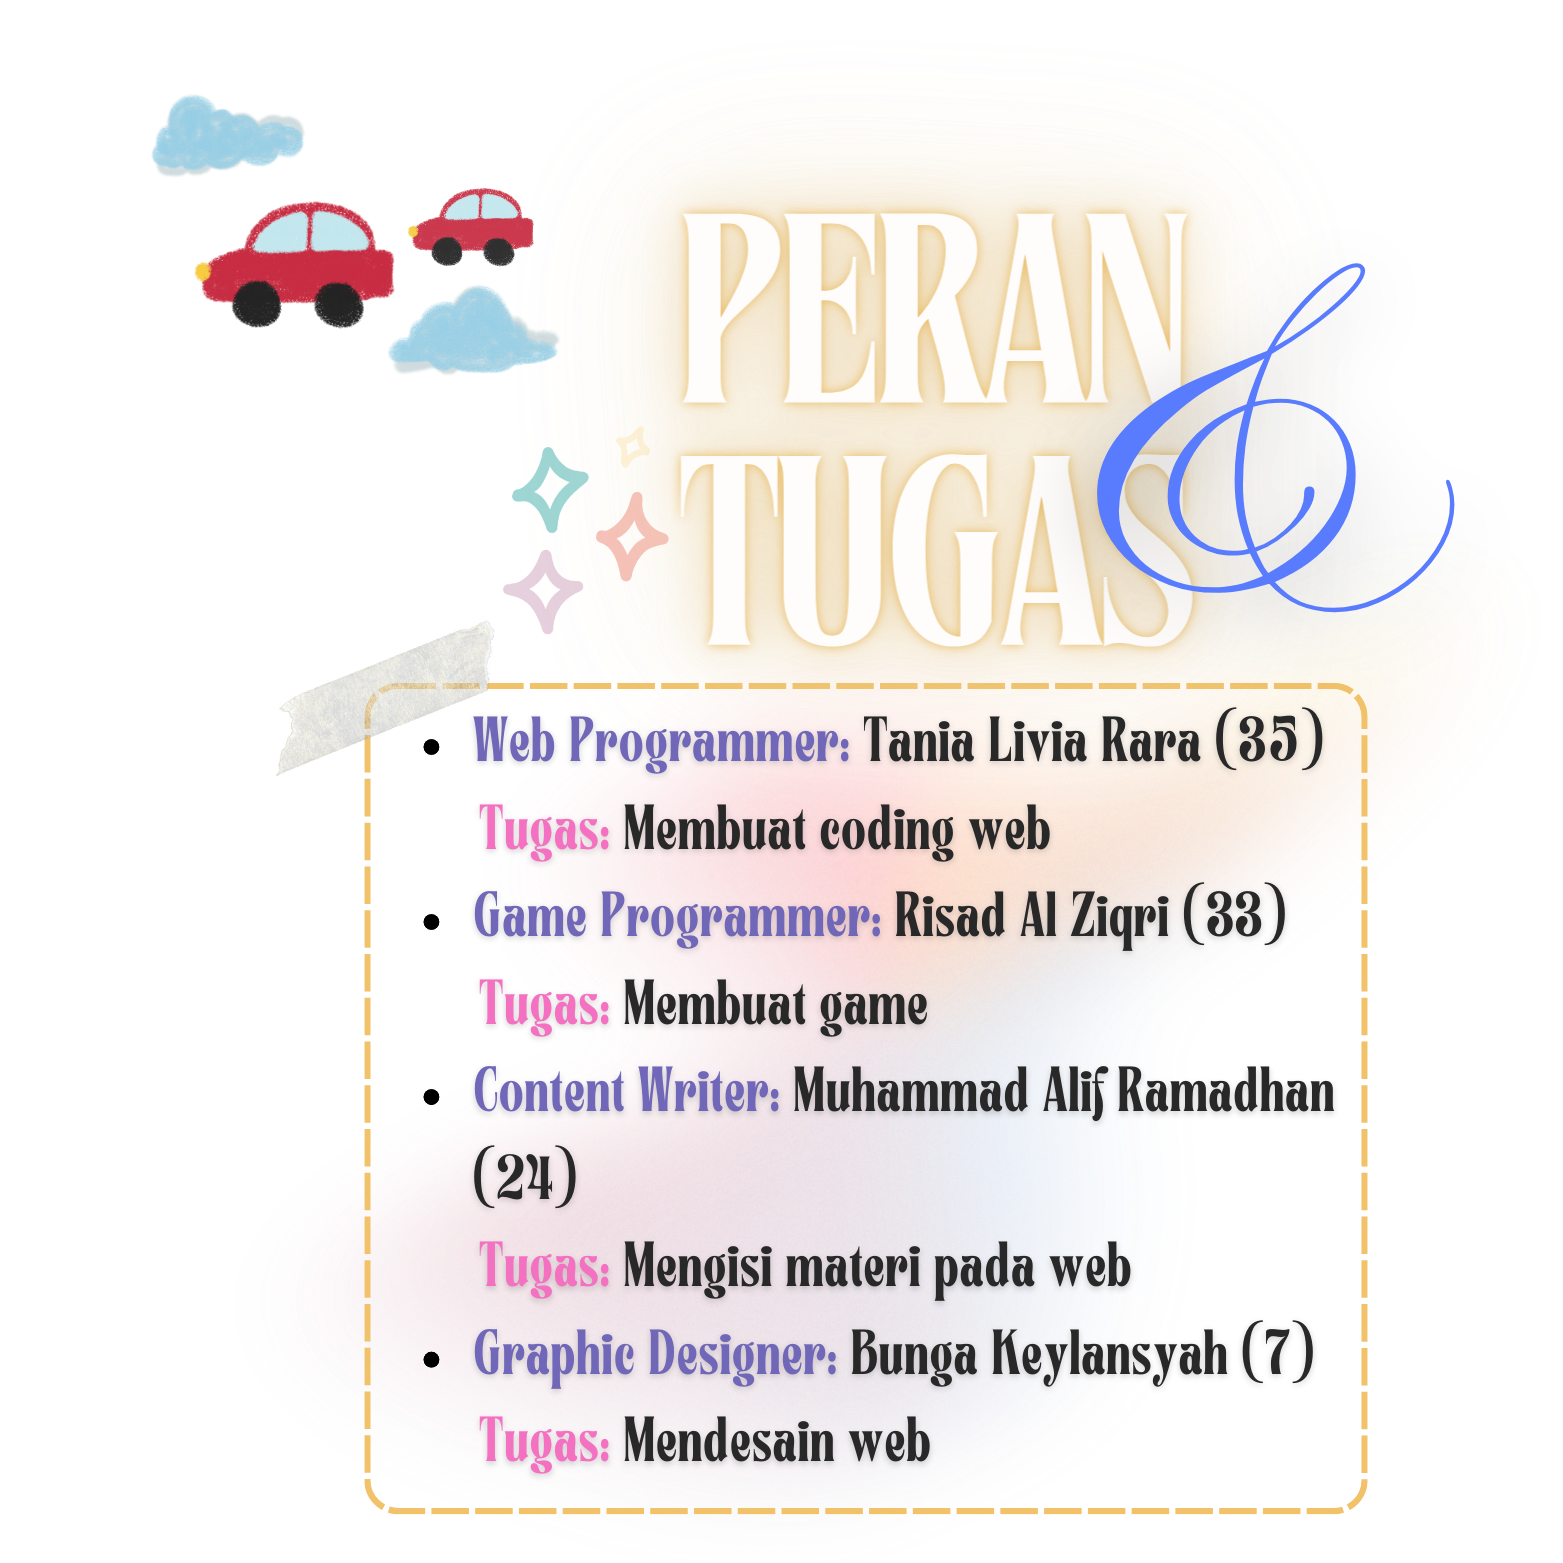 PERAN
&
TUGAS
Web Programmer: Tania Livia Rara (35)
Tugas: Membuat coding web
Game Programmer: Risad Al Ziqri (33)
Tugas: Membuat game
Content Writer: Muhammad Alif Ramadhan
(24)
Tugas: Mengisi materi pada web
Graphic Designer: Bunga Keylansyah (7)
Tugas: Mendesain web